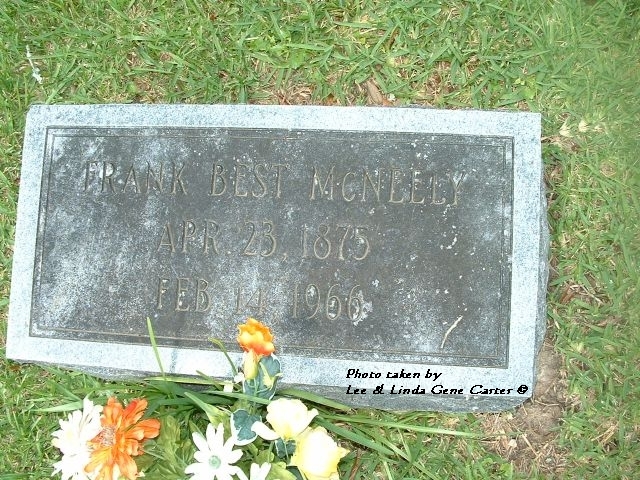 FRANK BEST McNEELY
APR. 23, 1875
FEB. 14, 1966
Photo taken by
Lee & Linda Gene Carter ©